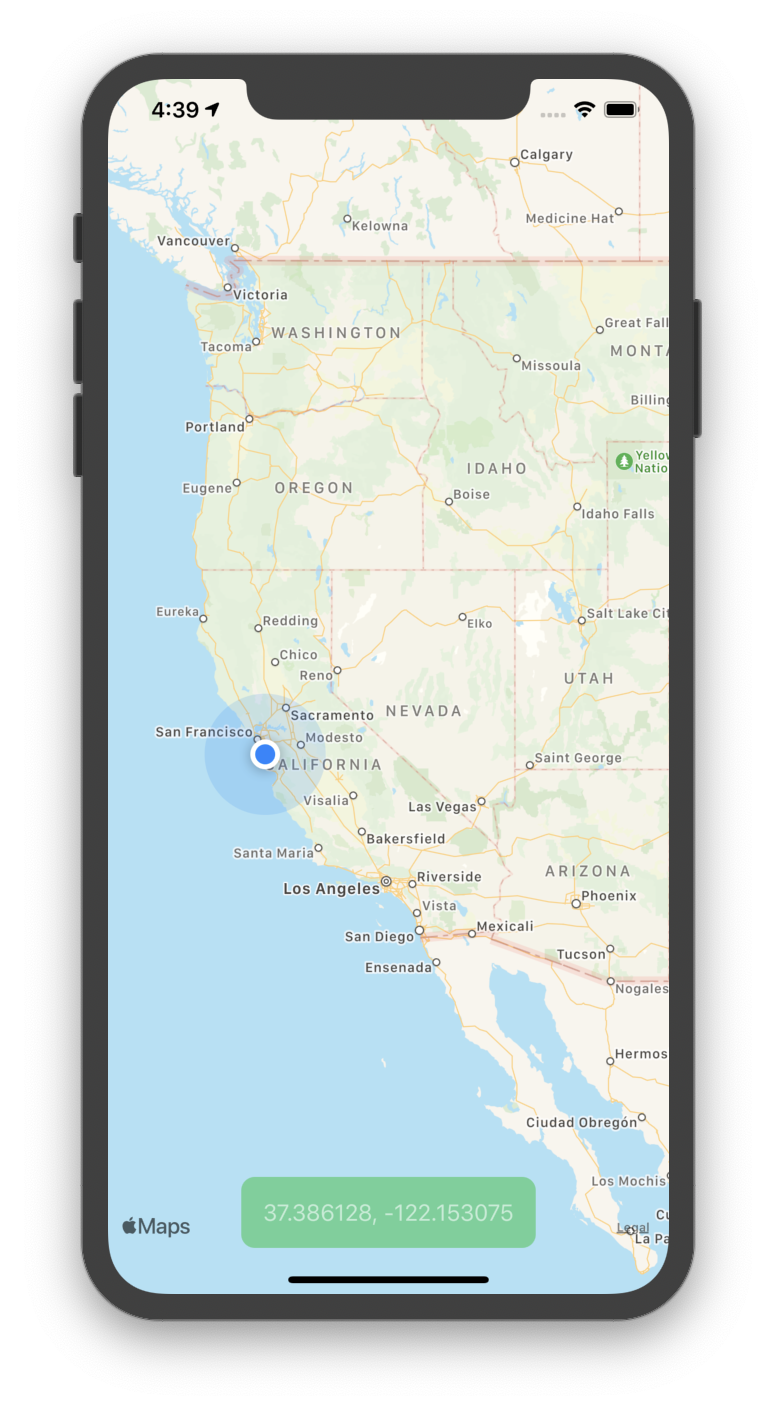 4:39
Calgary
Medicine Hat
Kelowna
Vancouver
Victoria
Great Fall
WASHINGTON
Tacoma
MONTA
Missoula
Billing
Portland
Yellow
Natio
IDAHO
Eugene
OREGON
Boise
Idaho Falls
Eureka
Redding
Salt Lake Cit
Elko
Chico
Reno
UTAH
Sacramento
NEVADA
San Francisco
Modesto
Saint George
CALIFORNIA
Visalia
Las Vegas
Bakersfield
Santa Maria
ARIZONA
Riverside
Los Angeles
Phoenix
Vista
Mexicali
San Diego
Tucson
Ensenada
Nogales
Hermos
Ciudad Obregón
Los Mochis
37.386128, -122.153075
Cu
Maps
Legal
La Pa